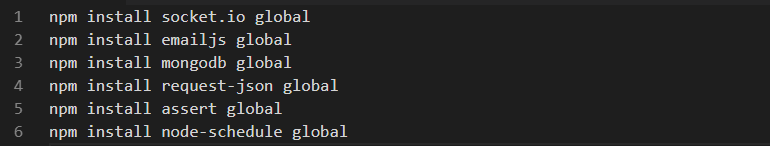 1 npm install socket.io global
2 npm install emailjs global
3 npm install mongodb global
4 npm install request-json global
5 npm install assert global
6 npm install node-schedule global